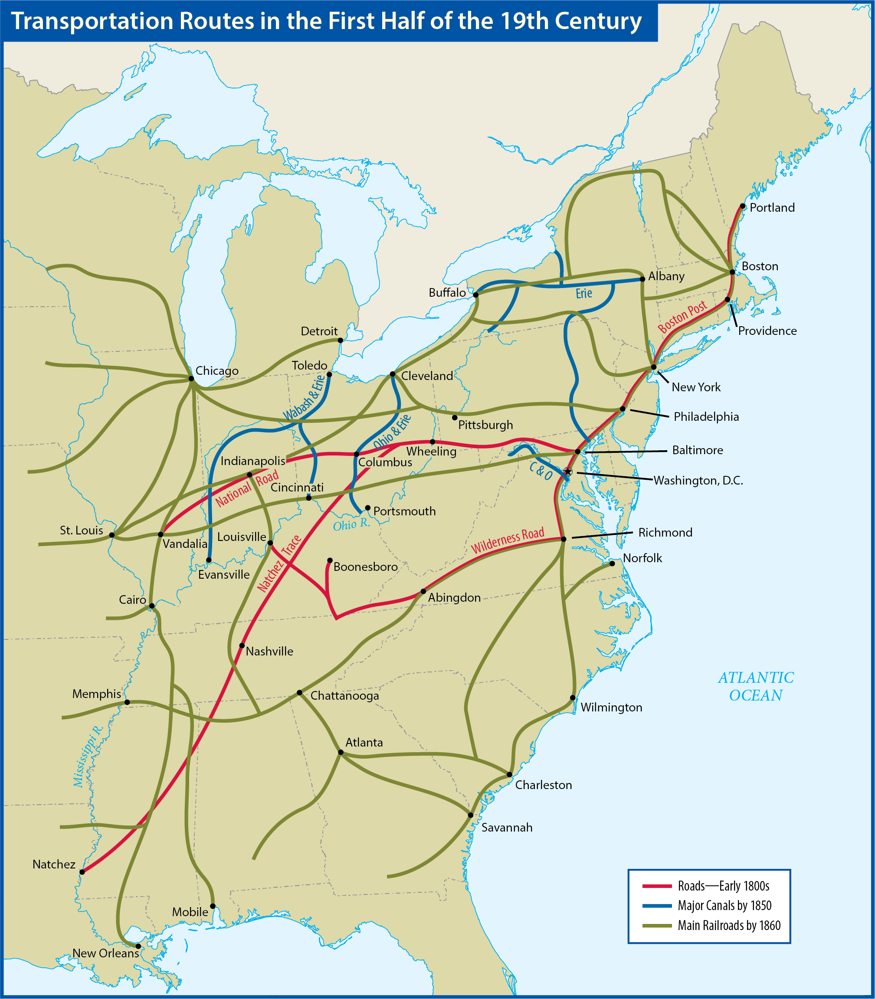 Transportation Routes in the First Half of the 19th Century
Portland
Boston
Albany
Buffalo
Erie
Boston Post
Providence
Detroit
Toledo
Chicago
Cleveland
New York
Wabash & Erie
Philadelphia
Pittsburgh
Ohio & Erie
Wheeling
Baltimore
Indianapolis
Columbus
C & O
National Road
Washington, D.C.
Cincinnati
Portsmouth
Ohio R.
St. Louis
Vandalia
Louisville
Natchez Trace
Wilderness Road
Richmond
Norfolk
Boonesboro
Evansville
Cairo
Abingdon
Nashville
ATLANTIC
OCEAN
Memphis
Chattanooga
Wilmington
Mississippi R.
Atlanta
Charleston
Savannah
Natchez
Mobile
New Orleans
Roads—Early 1800s
Major Canals by 1850
Main Railroads by 1860